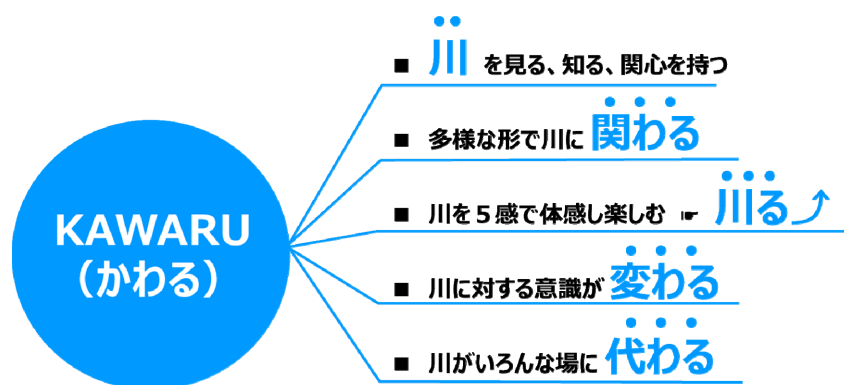 KAWARU
（かわる）
■ 川 を見る、知る、関心を持つ
■ 多様な形で川に 関わる
■ 川を５感で体感し楽しむ ☛ 川る⤴
■ 川に対する意識が 変わる
■ 川がいろんな場に 代わる